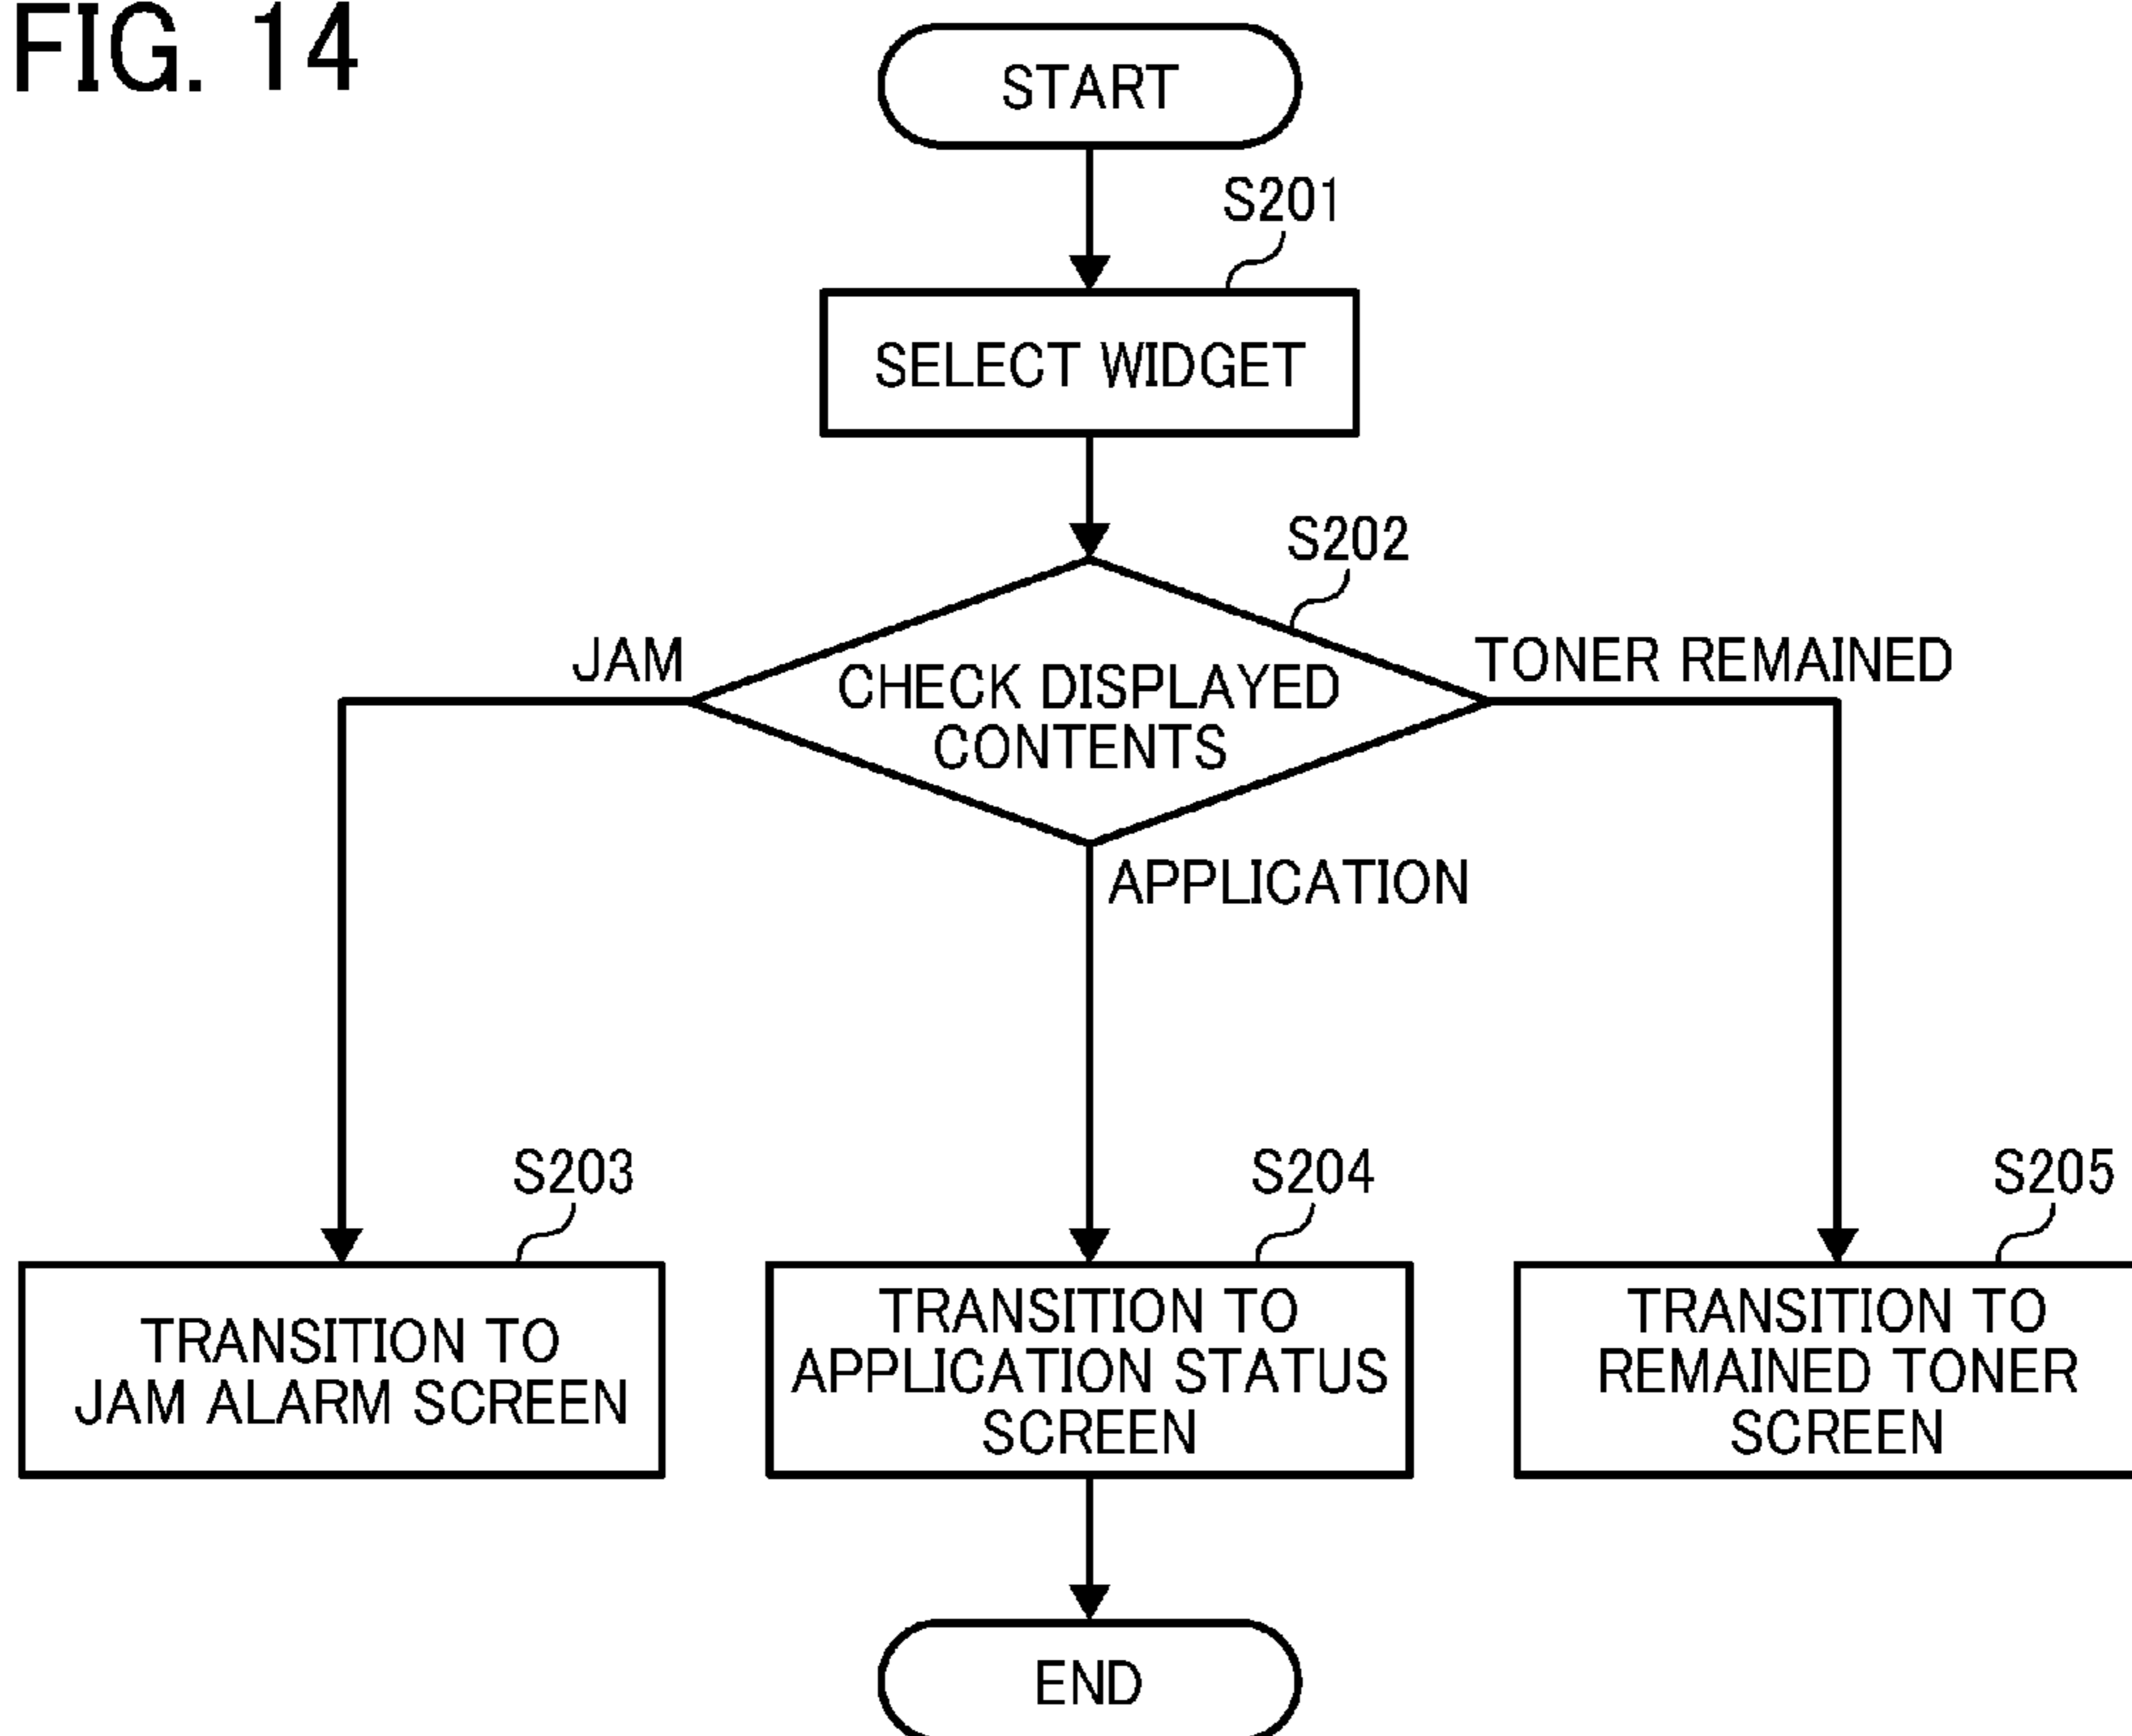 FIG. 14
START
S201
SELECT WIDGET
S202
JAM
CHECK DISPLAYED
CONTENTS
TONER REMAINED
APPLICATION
S203
TRANSITION TO
JAM ALARM SCREEN
S204
TRANSITION TO
APPLICATION STATUS
SCREEN
S205
TRANSITION TO
REMAINED TONER
SCREEN
END